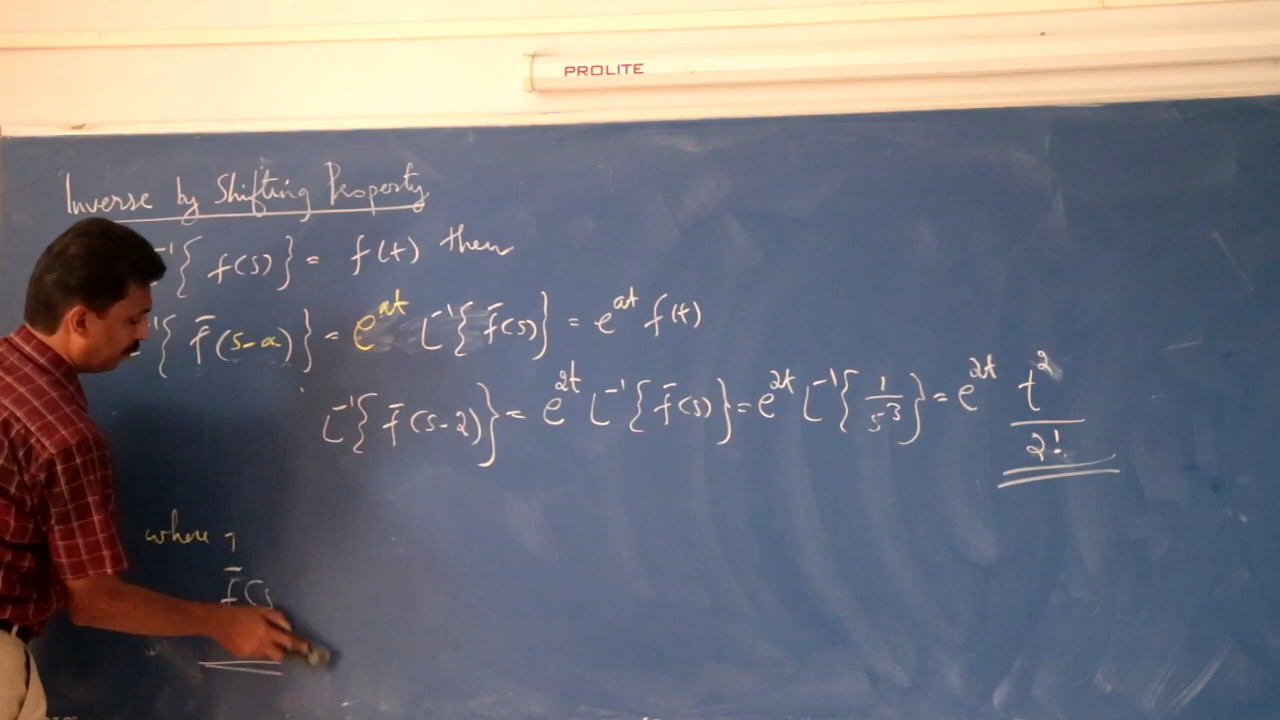 PROLITE
Inverse by Shifting Property
⁻¹{ f(s) } = f(t) then
⁻¹{ f̄(s-a) } = e^{at} L⁻¹{ f̄(s) } = e^{at} f(t)
L⁻¹{ f̄(s-2) } = e^{2t} L⁻¹{ f̄(s) } = e^{2t} L⁻¹{ 1/s³ } = e^{2t} t²/2!
where,
f̄(s